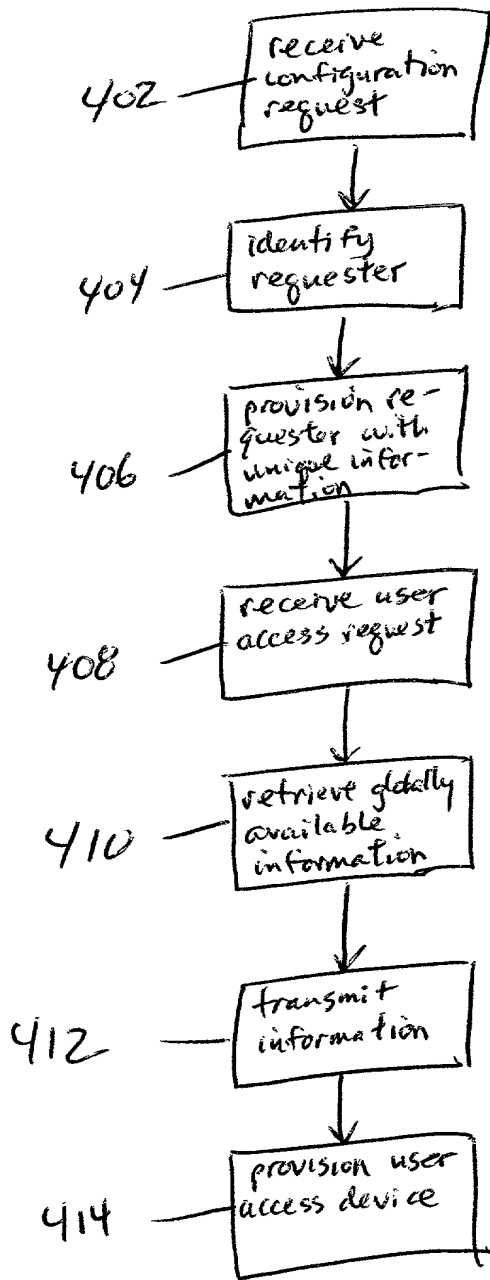 receive
configuration
request
402
identify
requester
404
provision re-
quester with
unique infor-
mation
406
receive user
access request
408
retrieve globally
available
information
410
transmit
information
412
provision user
access device
414